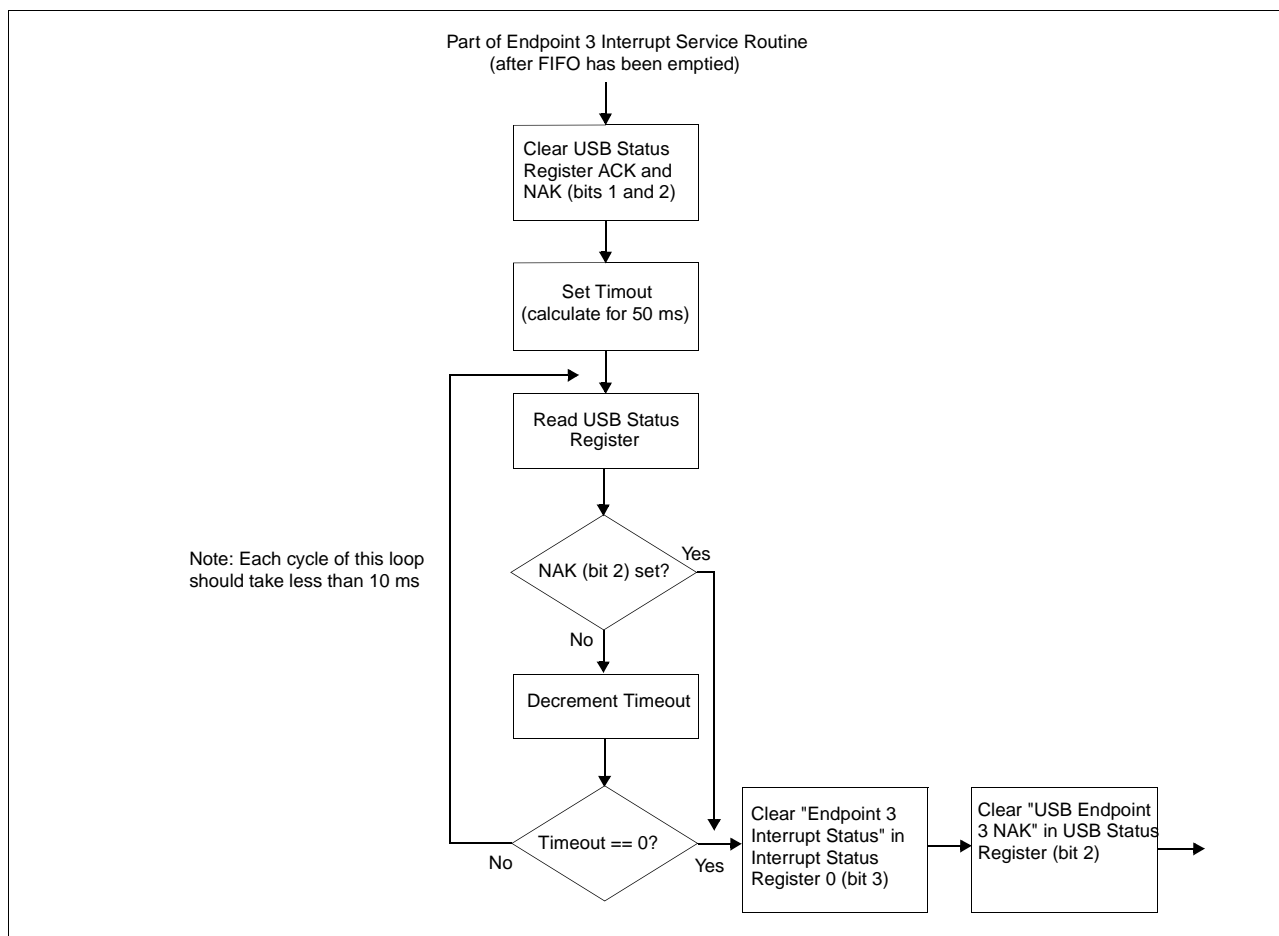 Part of Endpoint 3 Interrupt Service Routine
(after FIFO has been emptied)
Clear USB Status
Register ACK and
NAK (bits 1 and 2)
Set Timout
(calculate for 50 ms)
Read USB Status
Register
Note: Each cycle of this loop
should take less than 10 ms
NAK (bit 2) set?
Yes
No
Decrement Timeout
Timeout == 0?
No
Yes
Clear "Endpoint 3
Interrupt Status" in
Interrupt Status
Register 0 (bit 3)
Clear "USB Endpoint
3 NAK" in USB Status
Register (bit 2)